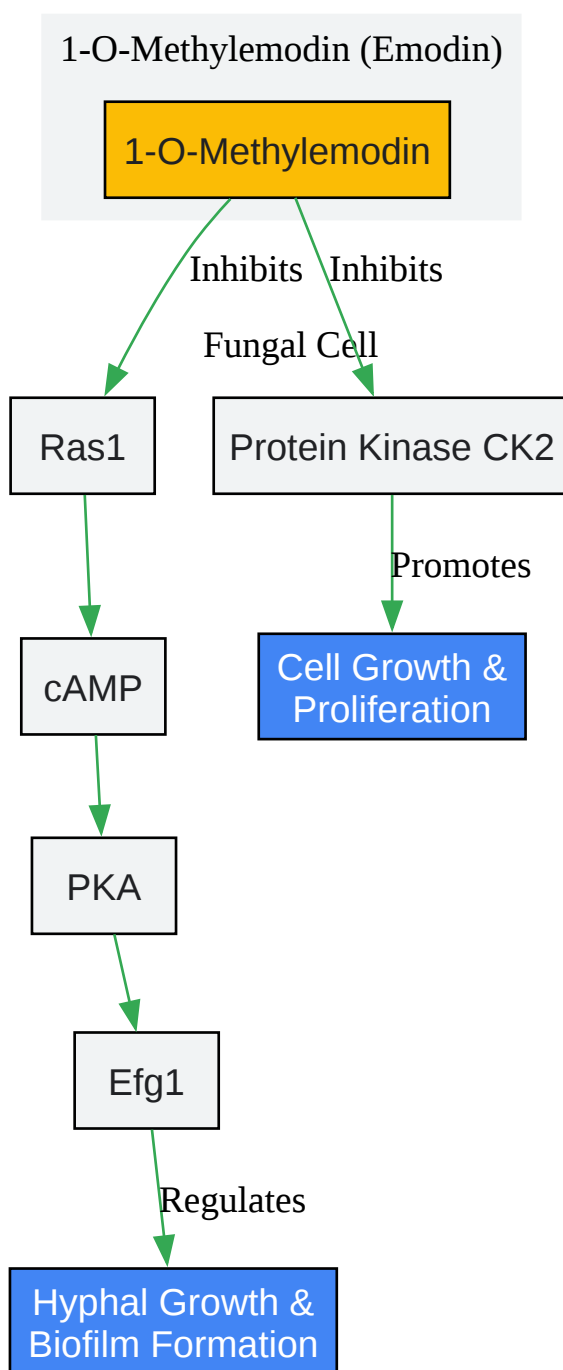 1-O-Methylemodin (Emodin)
1-O-Methylemodin
Inhibits
Inhibits
Fungal Cell
Ras1
Protein Kinase CK2
Promotes
cAMP
Cell Growth &
Proliferation
PKA
Efg1
Regulates
Hyphal Growth &
Biofilm Formation